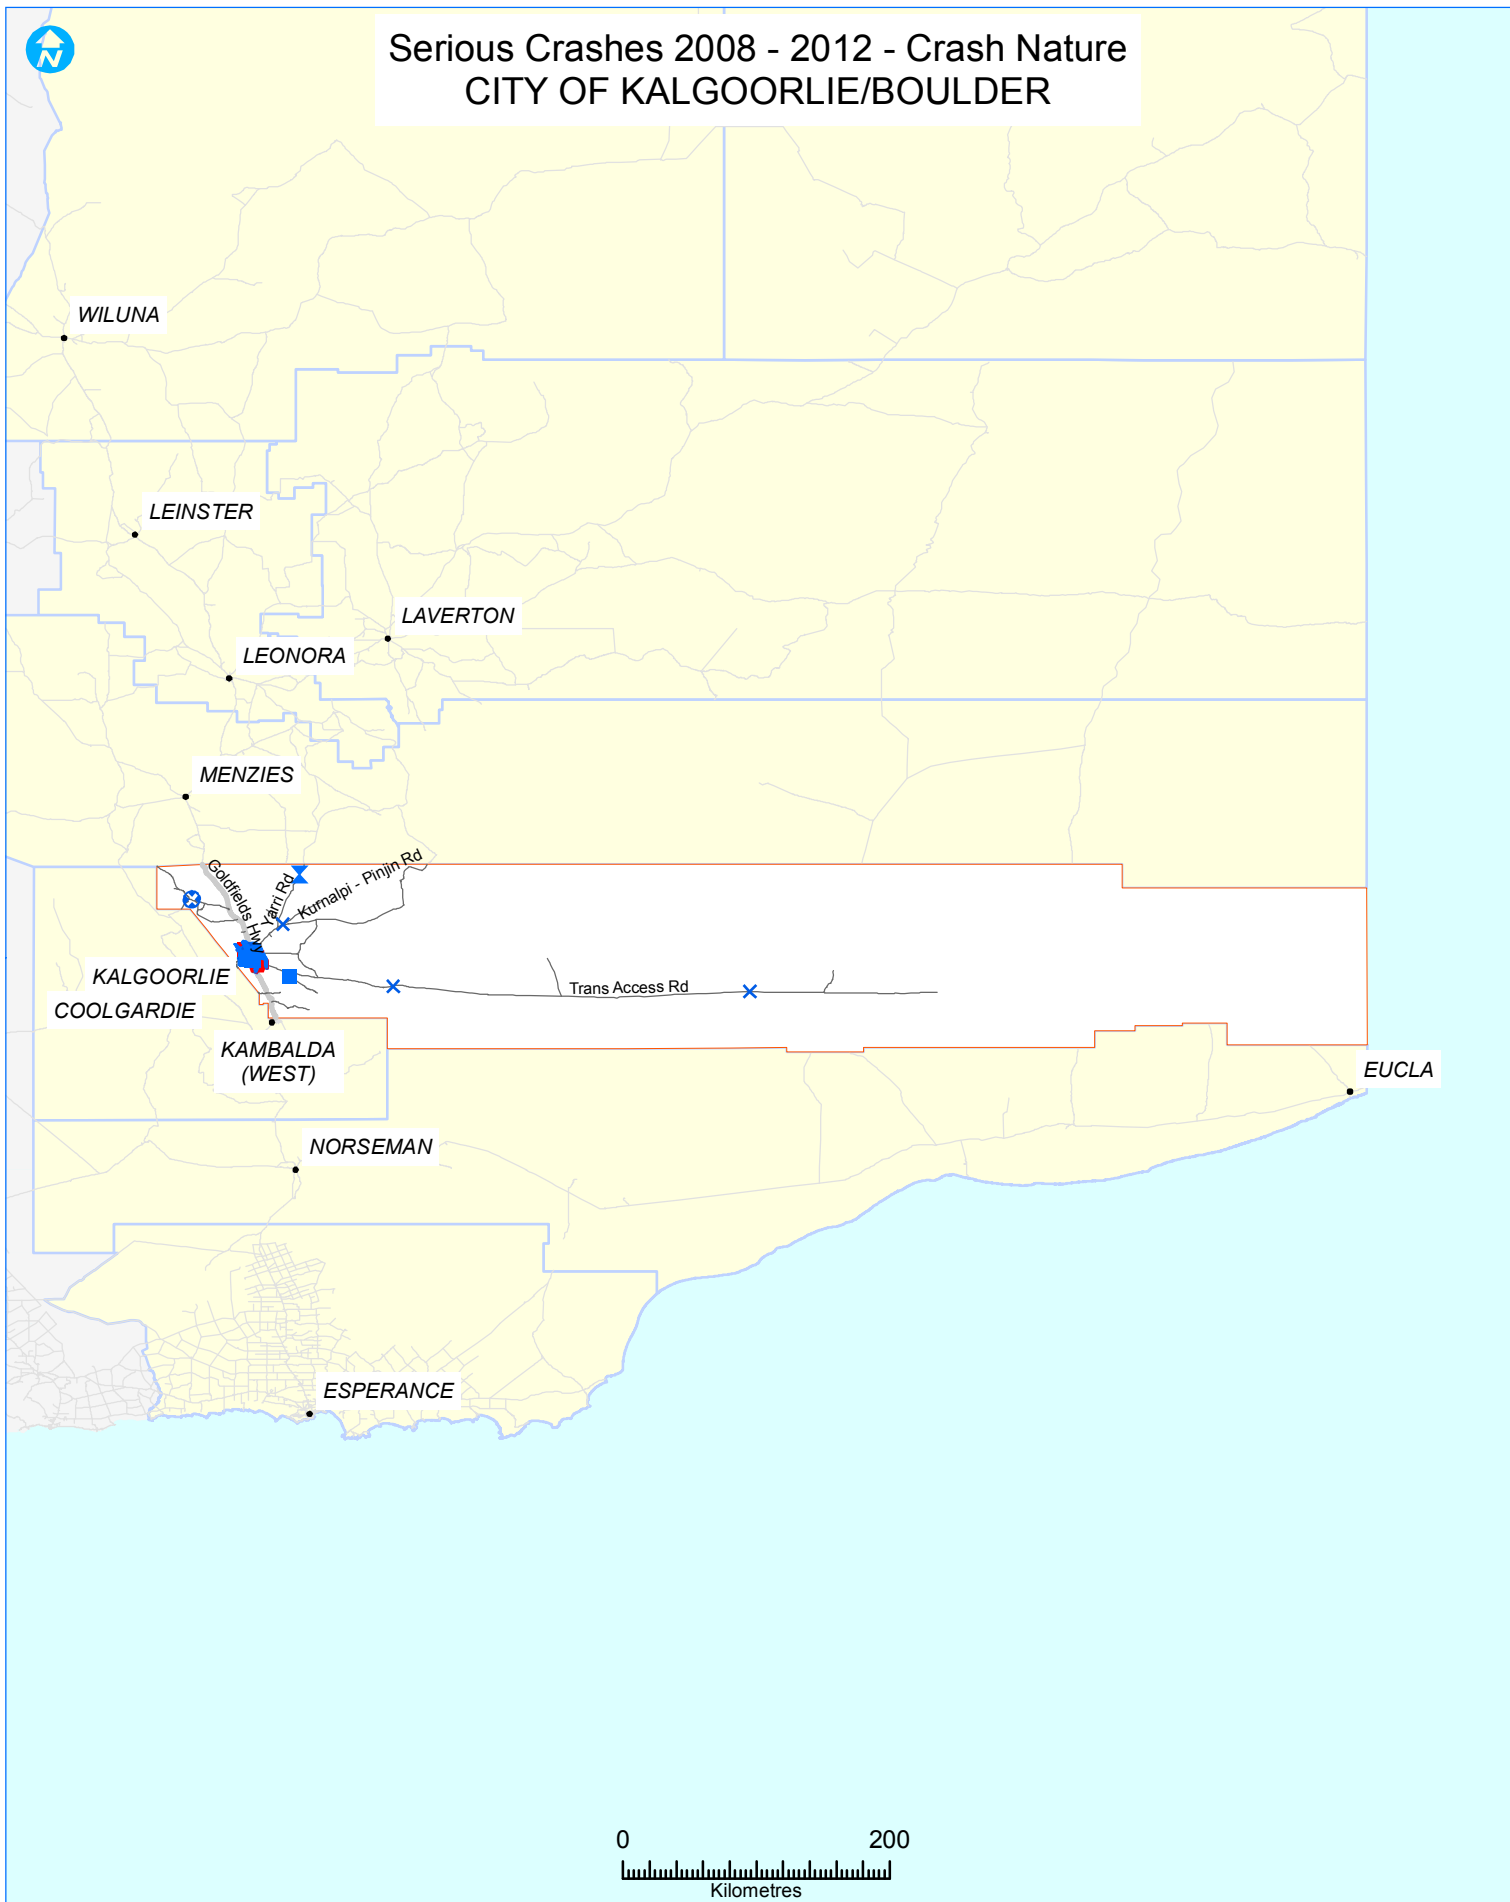 Serious Crashes 2008 - 2012 - Crash Nature
CITY OF KALGOORLIE/BOULDER
N
WILUNA
LEINSTER
LAVERTON
LEONORA
MENZIES
Goldfields Hwy
Yarri Rd
Kurnalpi - Pinjin Rd
KALGOORLIE
Trans Access Rd
COOLGARDIE
KAMBALDA
(WEST)
EUCLA
NORSEMAN
ESPERANCE
0 200
Kilometres